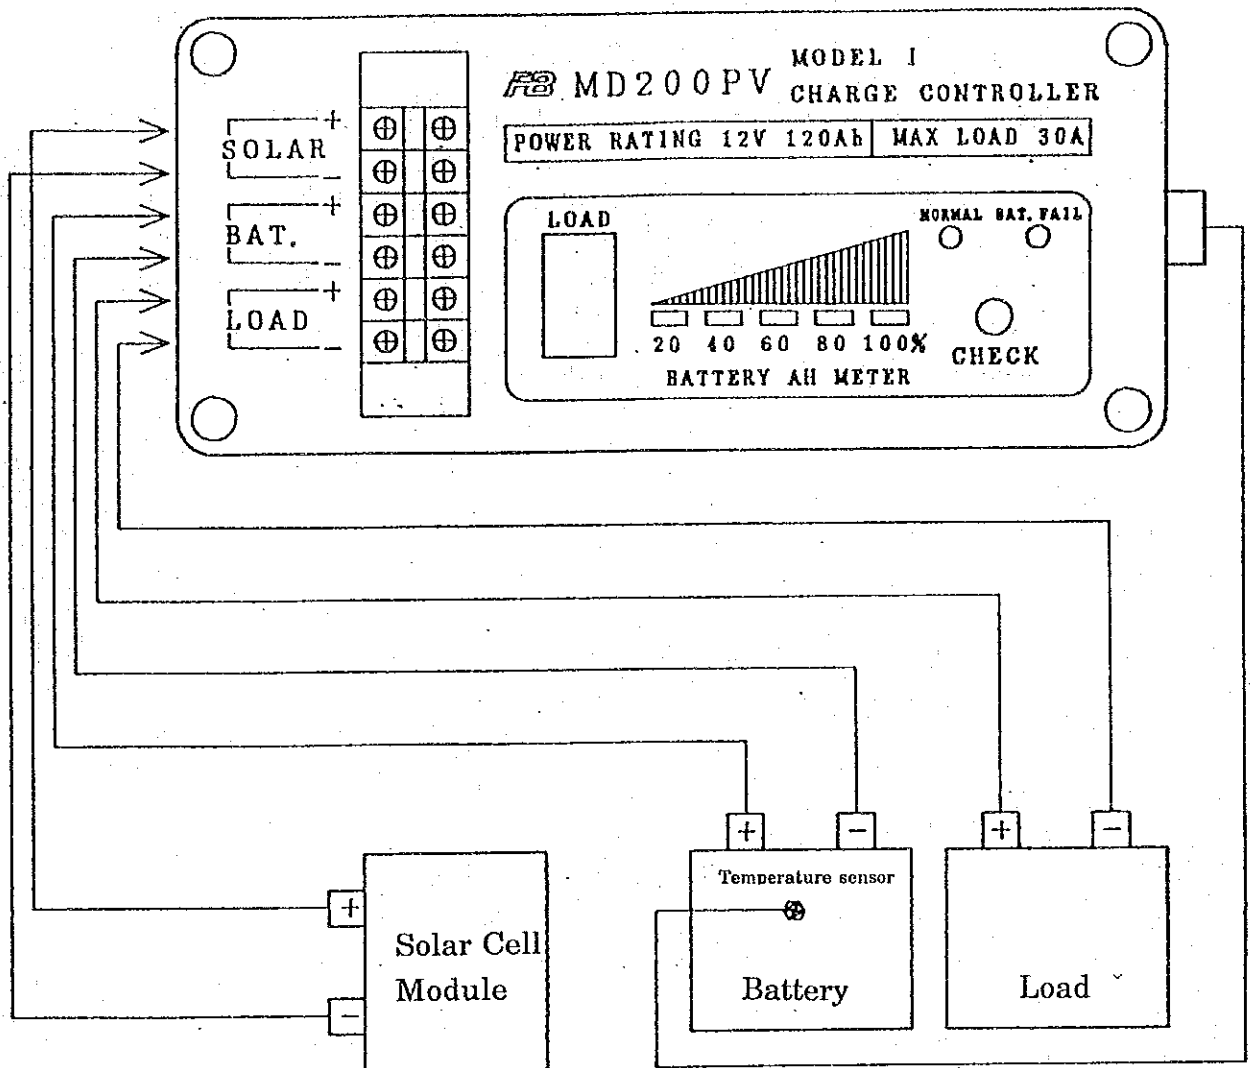 MODEL I
FB MD200PV
CHARGE CONTROLLER
POWER RATING 12V 120Ah MAX LOAD 30A
+
SOLAR
−
+
BAT.
−
+
LOAD
−
LOAD
NORMAL BAT. FAIL
20 40 60 80 100%
CHECK
BATTERY AH METER
+ − + −
Temperature sensor
+
Solar Cell
Module
−
Battery
Load